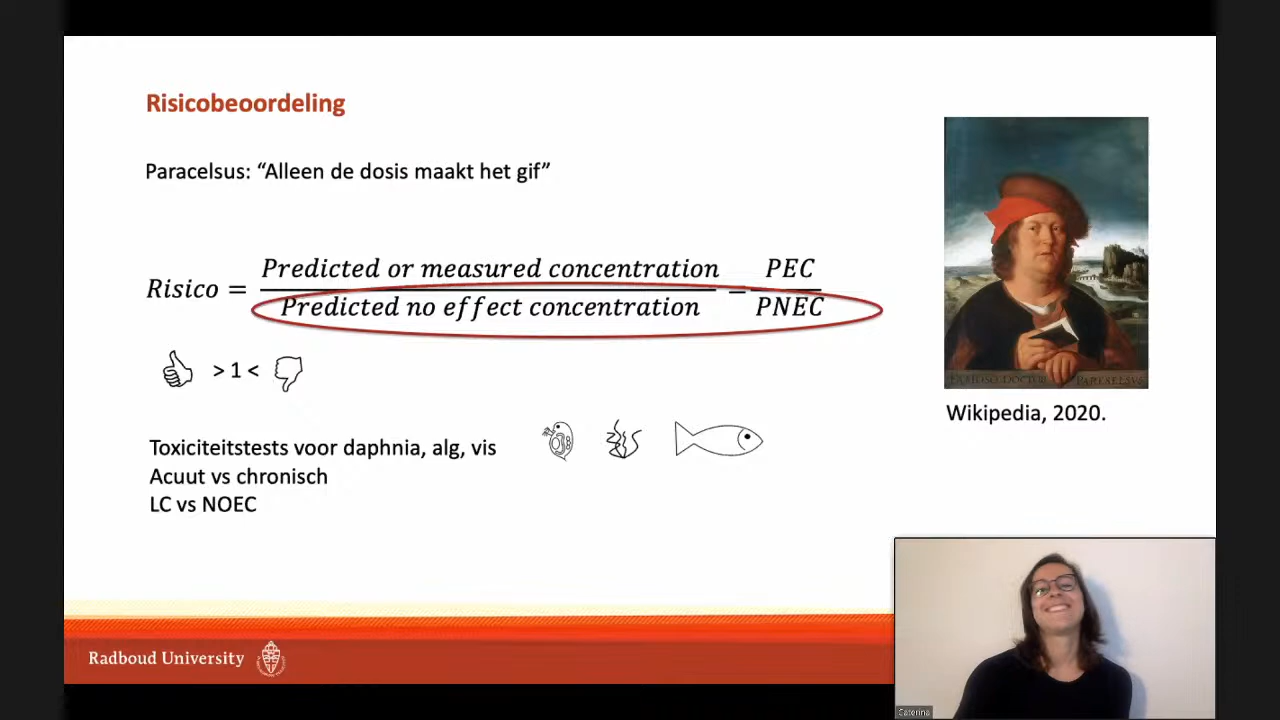 Risicobeoordeling
Paracelsus: “Alleen de dosis maakt het gif”
Risico = Predicted or measured concentration / Predicted no effect concentration = PEC / PNEC
> 1 <
Toxiciteitstests voor daphnia, alg, vis
Acuut vs chronisch
LC vs NOEC
Wikipedia, 2020.
Radboud University
Caterina